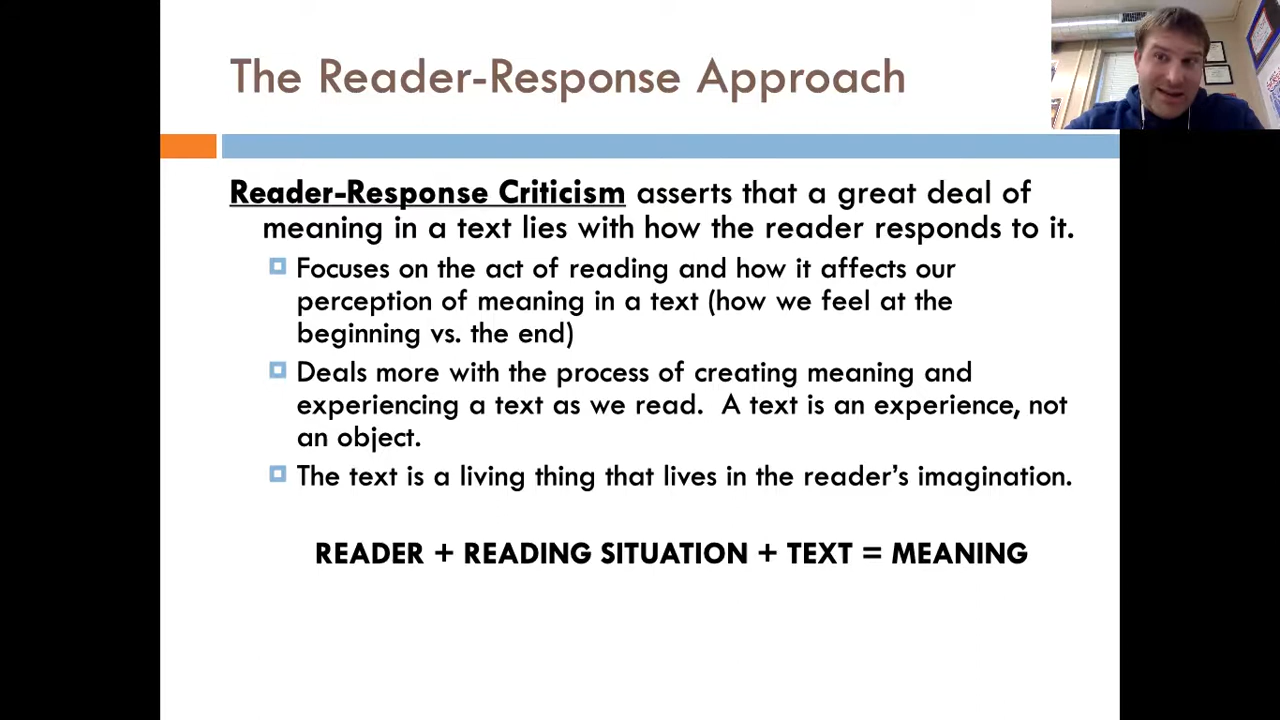 The Reader-Response Approach
Reader-Response Criticism asserts that a great deal of
meaning in a text lies with how the reader responds to it.
Focuses on the act of reading and how it affects our
perception of meaning in a text (how we feel at the
beginning vs. the end)
Deals more with the process of creating meaning and
experiencing a text as we read.  A text is an experience, not
an object.
The text is a living thing that lives in the reader’s imagination.
READER + READING SITUATION + TEXT = MEANING